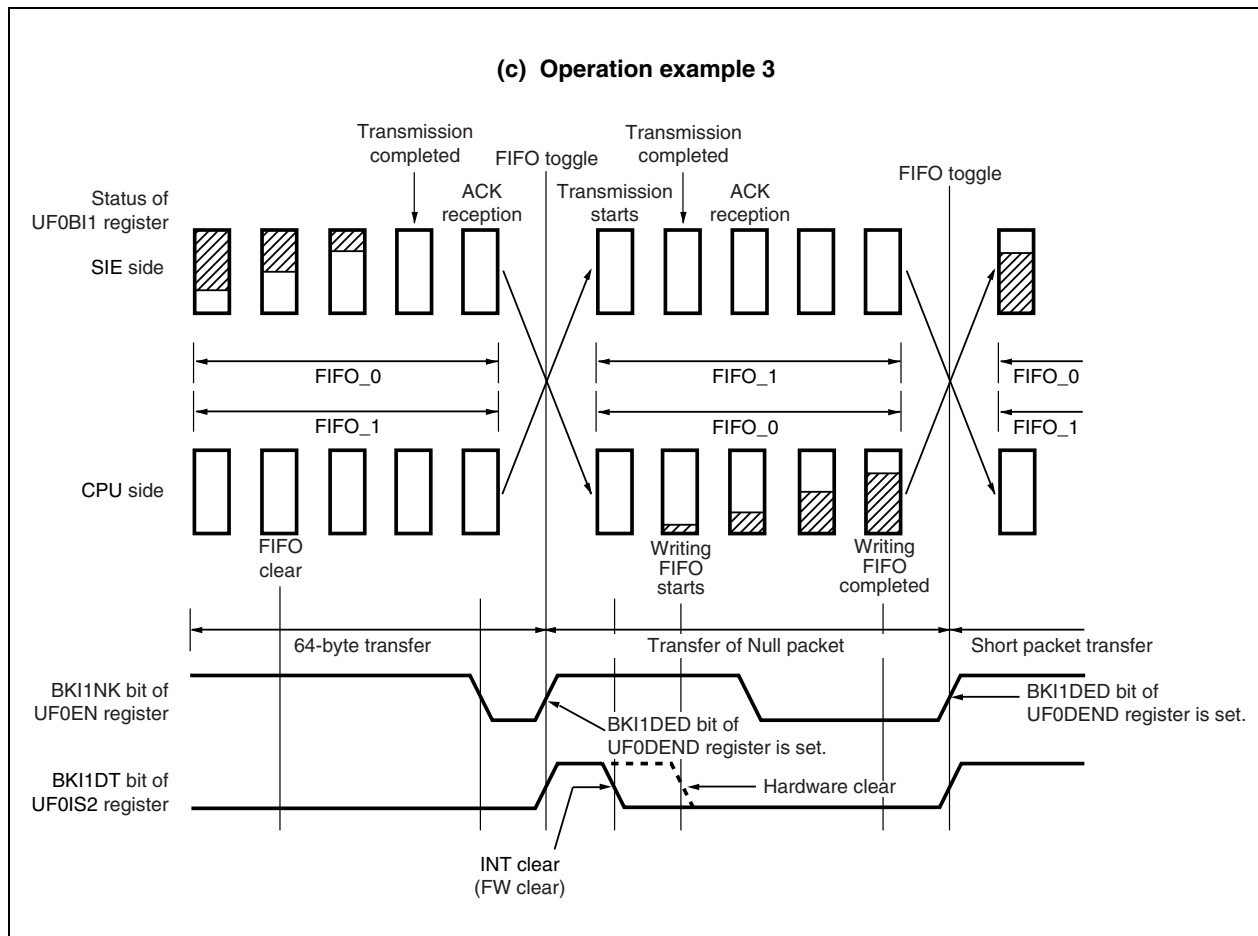 (c) Operation example 3
Transmission
completed
FIFO toggle
Transmission
completed
FIFO toggle
Status of
UF0BI1 register
ACK
reception
Transmission
starts
ACK
reception
SIE side
FIFO_0
FIFO_1
FIFO_0
FIFO_1
FIFO_0
FIFO_1
CPU side
FIFO
clear
Writing
FIFO
starts
Writing
FIFO
completed
64-byte transfer
Transfer of Null packet
Short packet transfer
BKI1NK bit of
UF0EN register
BKI1DED bit of
UF0DEND register is set.
BKI1DED bit of
UF0DEND register is set.
BKI1DT bit of
UF0IS2 register
Hardware clear
INT clear
(FW clear)